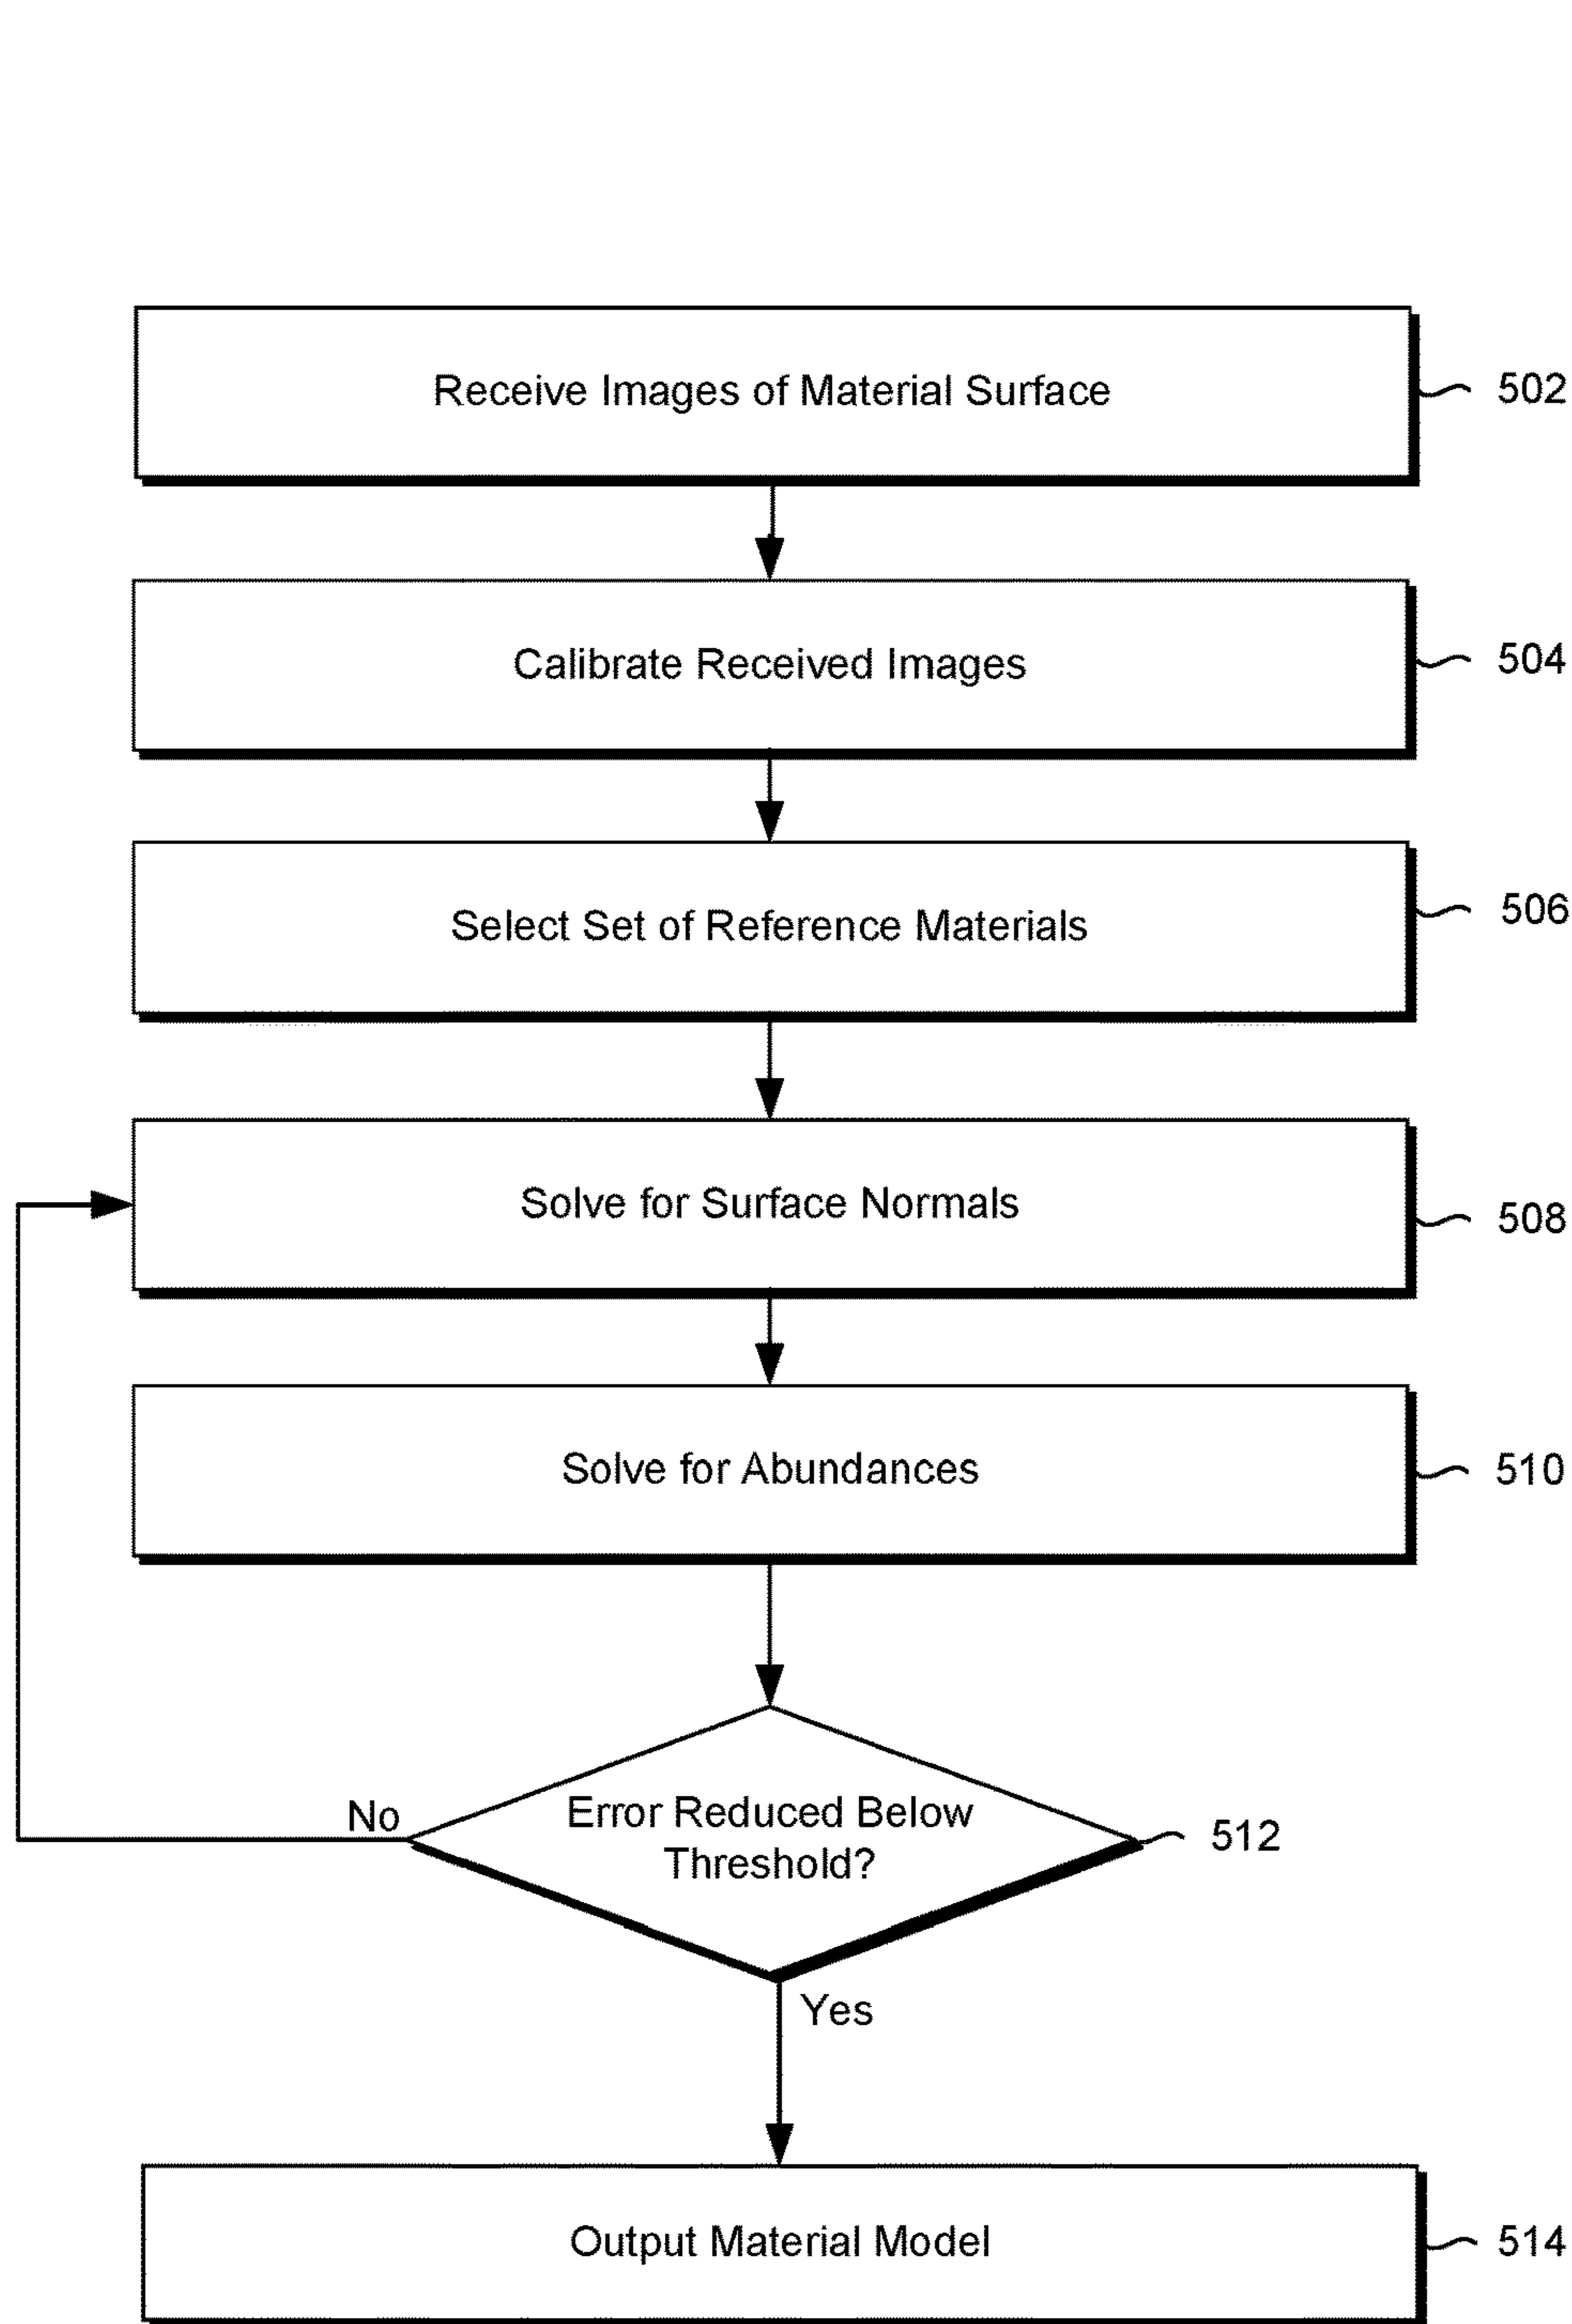 Receive Images of Material Surface
502
Calibrate Received Images
504
Select Set of Reference Materials
506
Solve for Surface Normals
508
Solve for Abundances
510
No
Error Reduced Below
Threshold?
512
Yes
Output Material Model
514